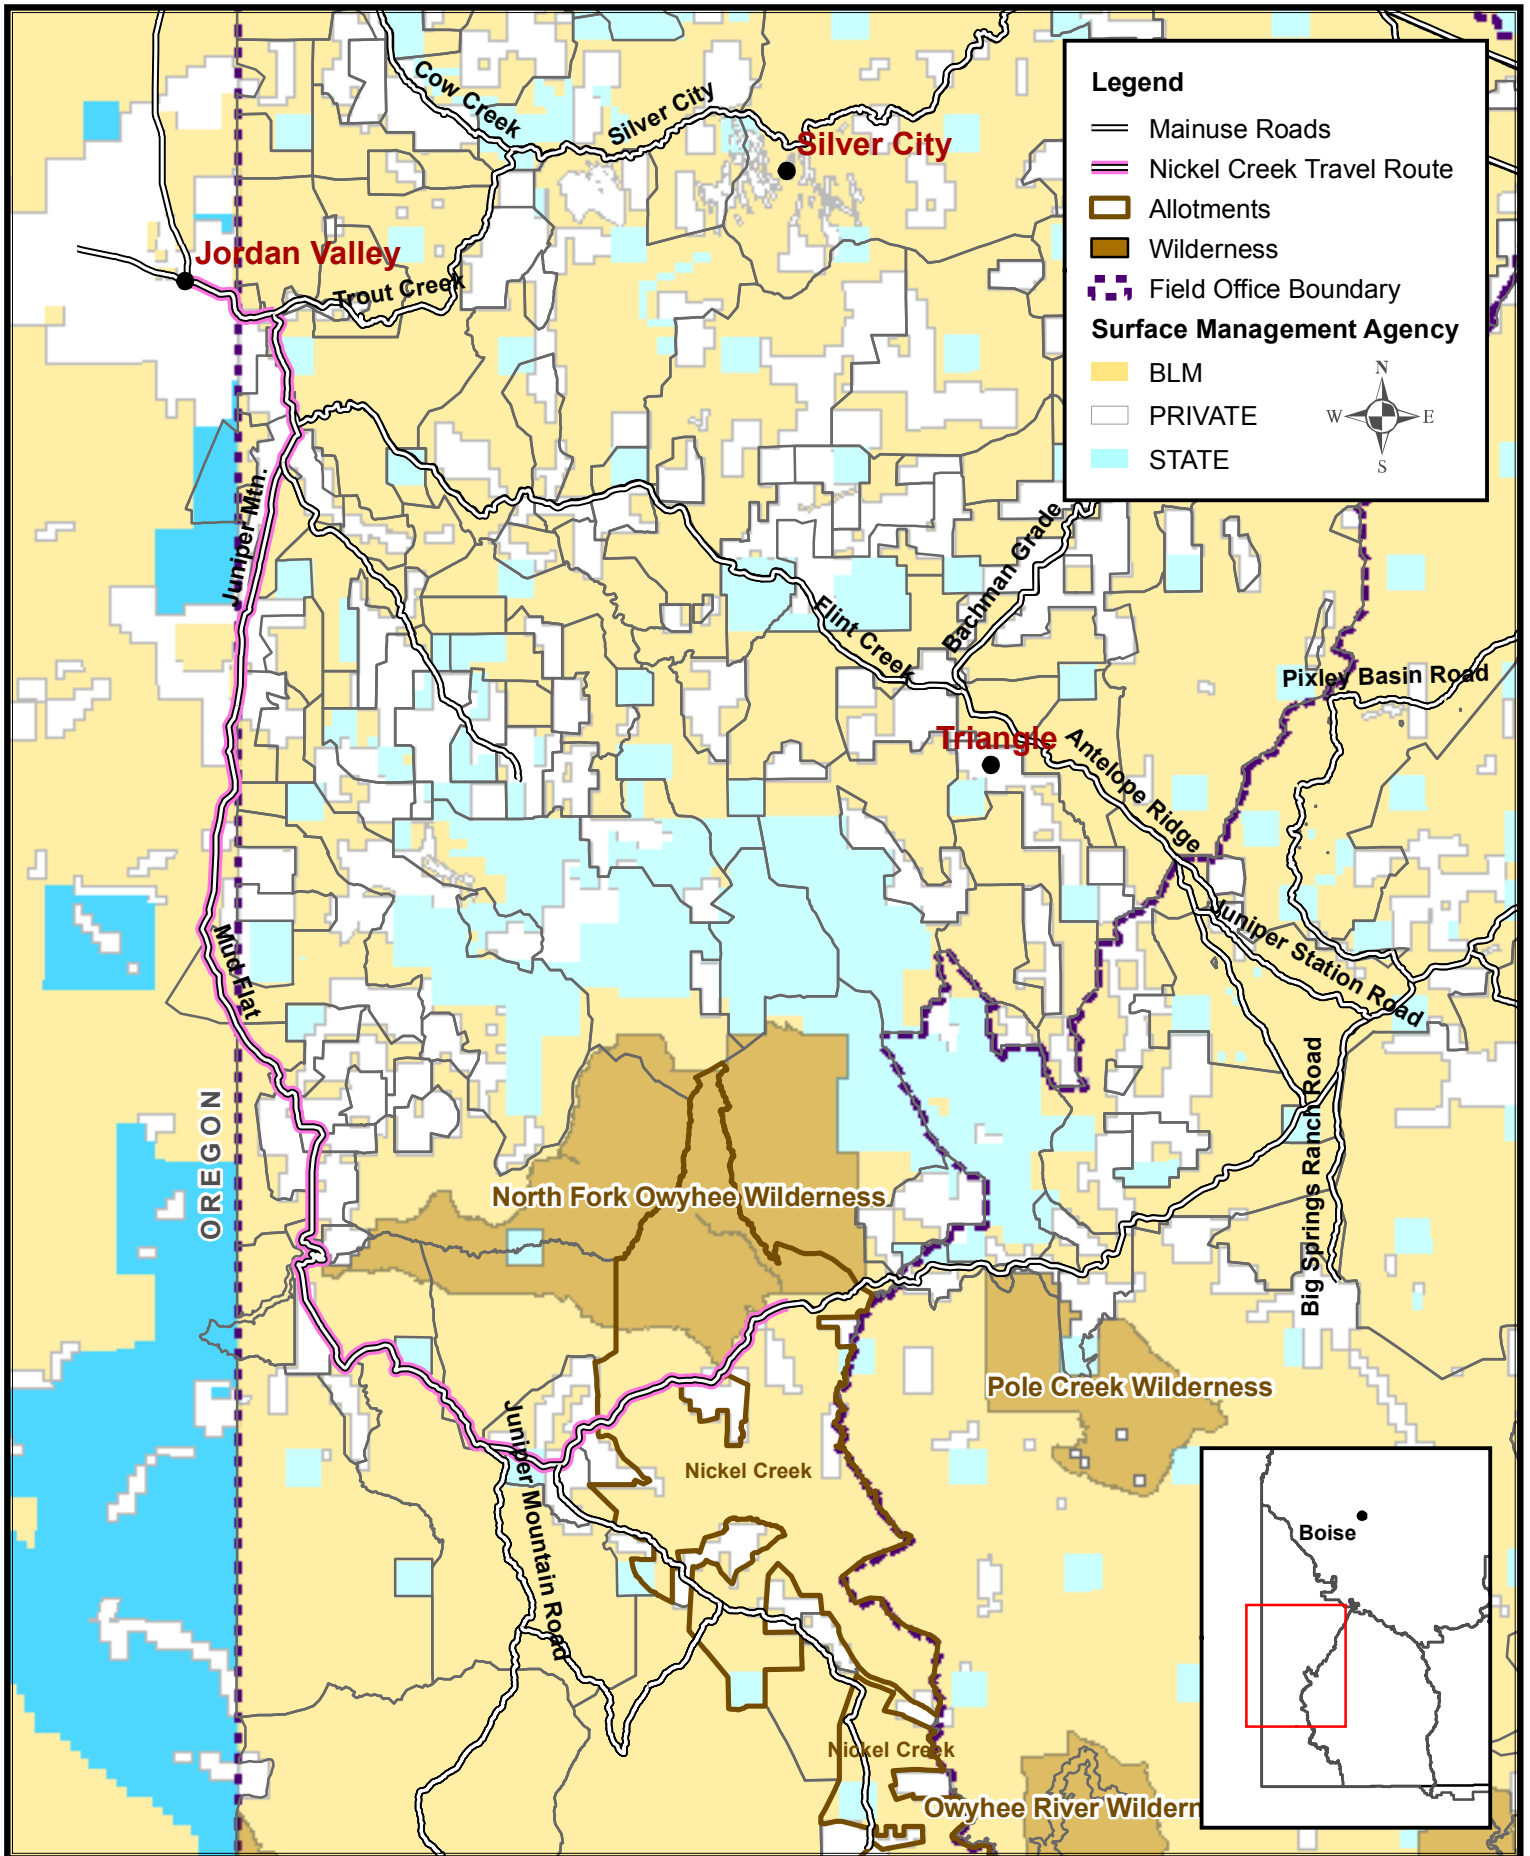 Cow Creek
Silver City
Silver City
Jordan Valley
Trout Creek
Legend
Mainuse Roads
Nickel Creek Travel Route
Allotments
Wilderness
Field Office Boundary
Surface Management Agency
BLM
PRIVATE
STATE
N
W
E
S
Juniper Mtn.
Bachman Grade
Flint Creek
Pixley Basin Road
Triangle
Antelope Ridge
Mud Flat
Juniper Station Road
OREGON
Big Springs Ranch Road
North Fork Owyhee Wilderness
Pole Creek Wilderness
Juniper Mountain Road
Nickel Creek
Boise
Nickel Creek
Owyhee River Wildern